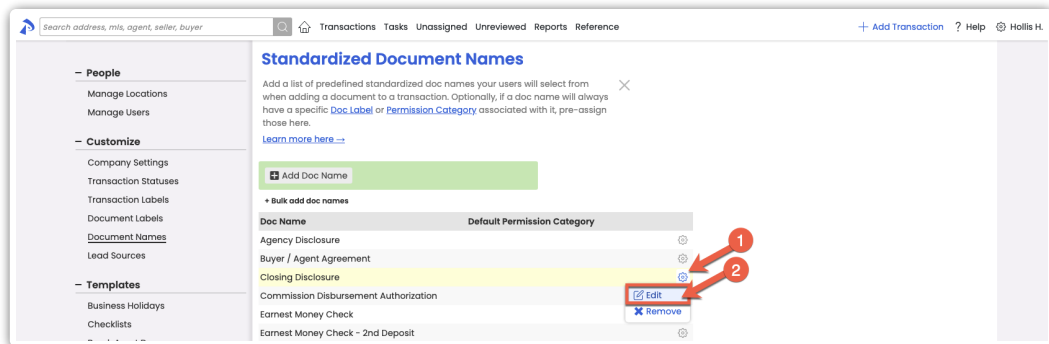 Search address, mls, agent, seller, buyer
Transactions Tasks Unassigned Unreviewed Reports Reference
+ Add Transaction ? Help Hollis H.
– People
Manage Locations
Manage Users
– Customize
Company Settings
Transaction Statuses
Transaction Labels
Document Labels
Document Names
Lead Sources
– Templates
Business Holidays
Checklists
Standardized Document Names
Add a list of predefined standardized doc names your users will select from
when adding a document to a transaction. Optionally, if a doc name will always
have a specific Doc Label or Permission Category associated with it, pre-assign
those here.
Learn more here →
Add Doc Name
+ Bulk add doc names
Doc Name Default Permission Category
Agency Disclosure
Buyer / Agent Agreement
Closing Disclosure
Commission Disbursement Authorization
Earnest Money Check
Earnest Money Check - 2nd Deposit
1
2
Edit
Remove